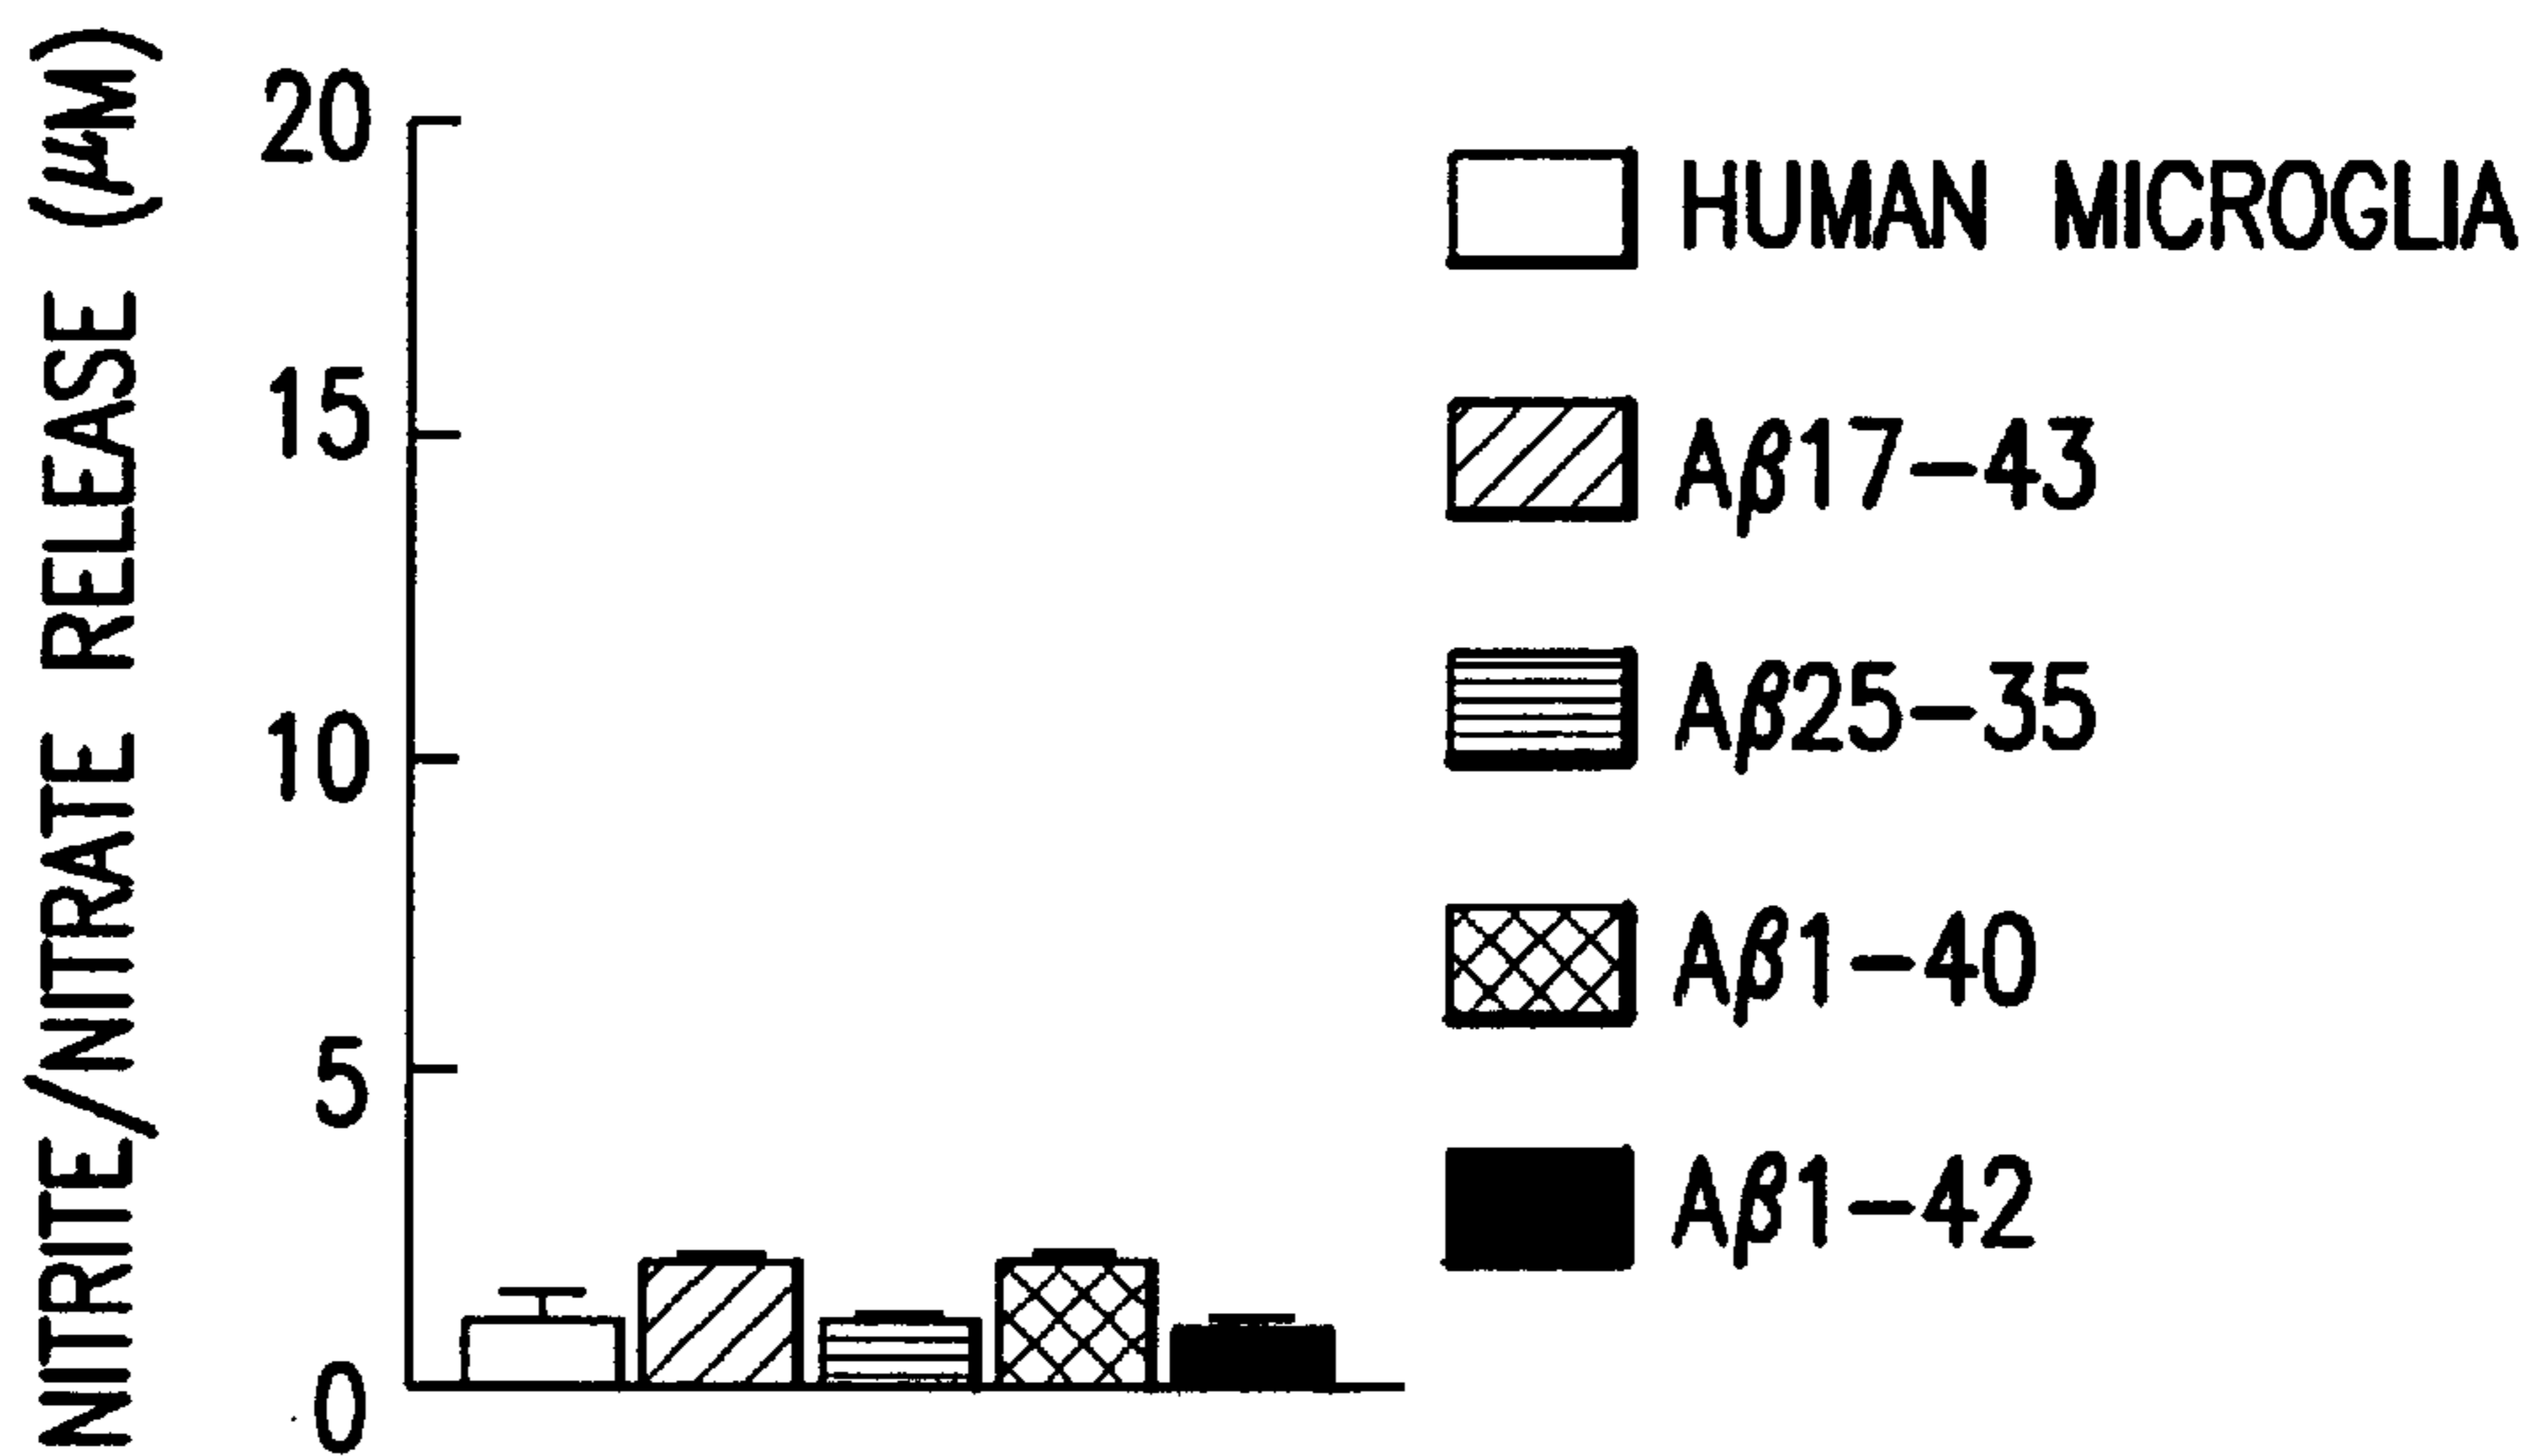 NITRITE/NITRATE RELEASE (μM)
20
15
10
5
0
HUMAN MICROGLIA
Aβ17-43
Aβ25-35
Aβ1-40
Aβ1-42